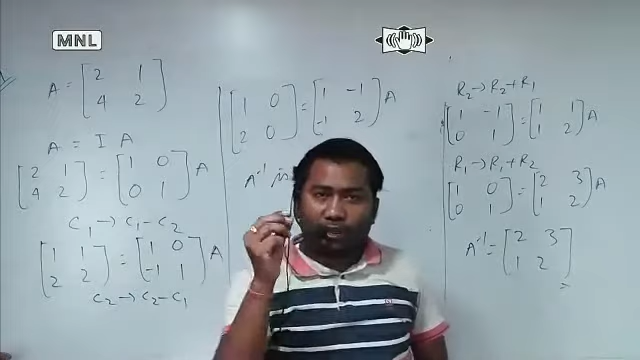 MNL
A = [2 1
4 2]
A = I A
[2 1
4 2] = [1 0
0 1] A
C₁ → C₁ - C₂
[1 1
2 2] = [1 0
-1 1] A
C₂ → C₂ - C₁
[1 0
2 0] = [1 -1
-1 2] A
A⁻¹
R₂ → R₂ + R₁
[1 -1
0 1] = [1 1
1 2] A
R₁ → R₁ + R₂
[1 0
0 1] = [2 3
1 2] A
A⁻¹ = [2 3
1 2]